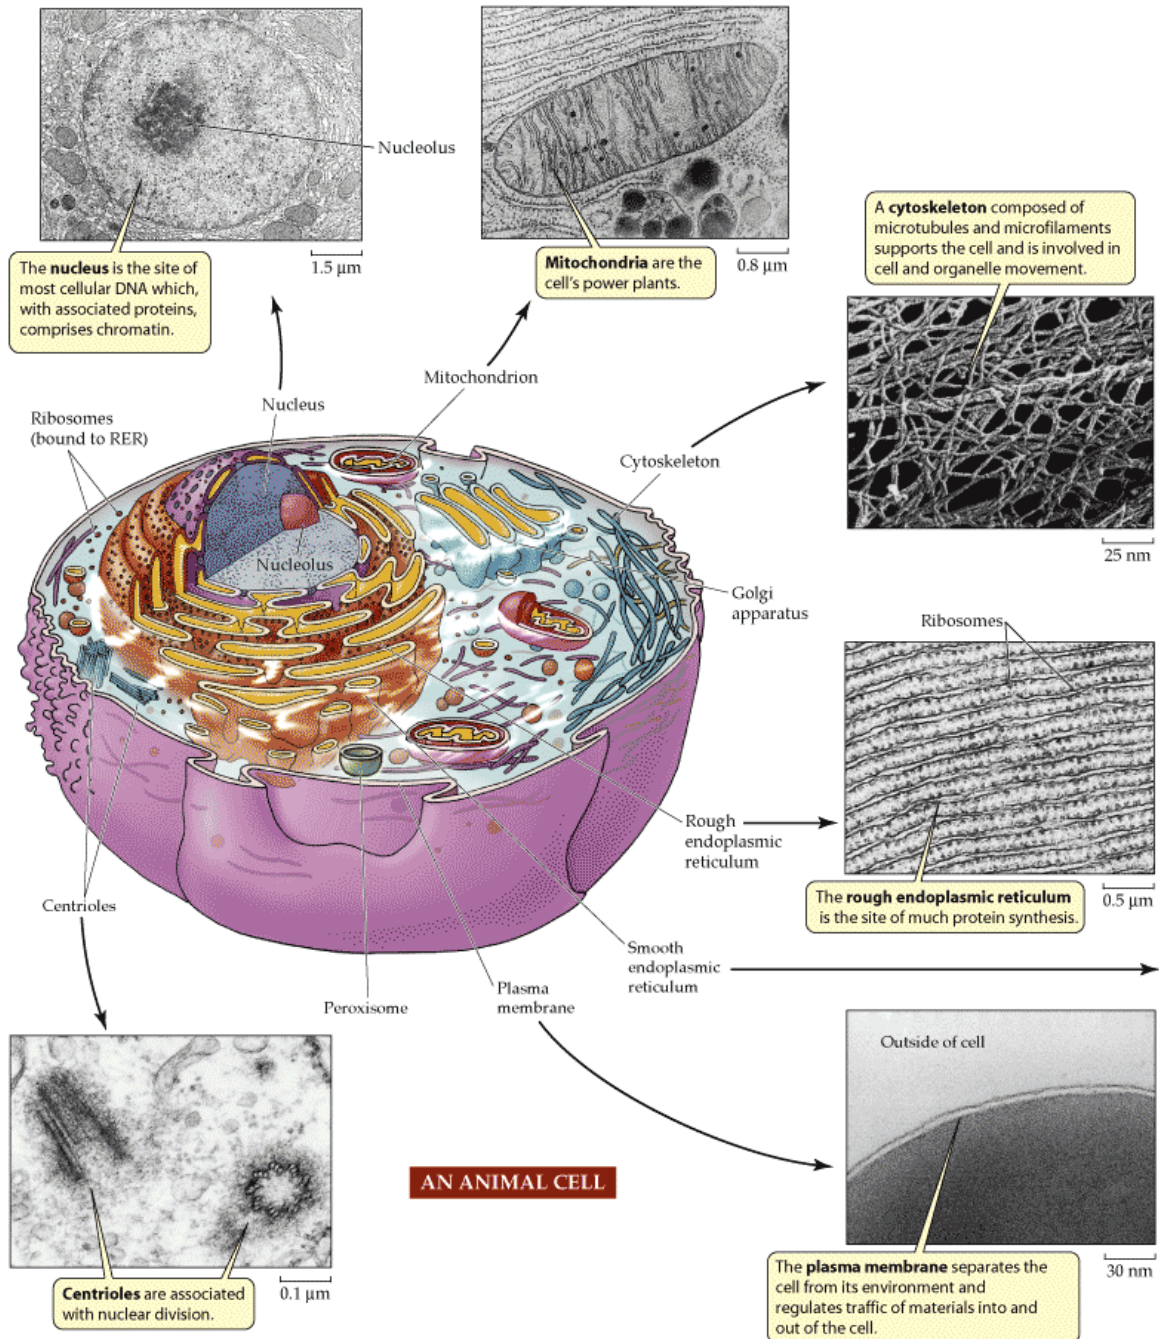 Nucleolus
1.5 µm
The nucleus is the site of
most cellular DNA which,
with associated proteins,
comprises chromatin.
0.8 µm
Mitochondria are the
cell's power plants.
A cytoskeleton composed of
microtubules and microfilaments
supports the cell and is involved in
cell and organelle movement.
25 nm
Mitochondrion
Nucleus
Ribosomes
(bound to RER)
Cytoskeleton
Nucleolus
Golgi
apparatus
Ribosomes
Rough
endoplasmic
reticulum
0.5 µm
The rough endoplasmic reticulum
is the site of much protein synthesis.
Centrioles
Smooth
endoplasmic
reticulum
Plasma
membrane
Peroxisome
Outside of cell
AN ANIMAL CELL
30 nm
The plasma membrane separates the
cell from its environment and
regulates traffic of materials into and
out of the cell.
0.1 µm
Centrioles are associated
with nuclear division.